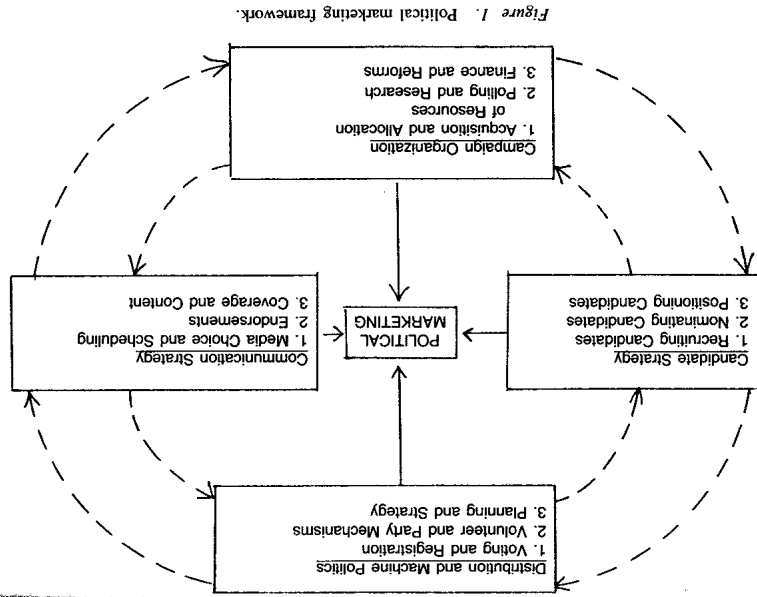 Distribution and Machine Politics
1. Voting and Registration
2. Volunteer and Party Mechanisms
3. Planning and Strategy
Candidate Strategy
1. Recruiting Candidates
2. Nominating Candidates
3. Positioning Candidates
POLITICAL
MARKETING
Communication Strategy
1. Media Choice and Scheduling
2. Endorsements
3. Coverage and Content
Campaign Organization
1. Acquisition and Allocation
of Resources
2. Polling and Research
3. Finance and Reforms
Figure 1. Political marketing framework.